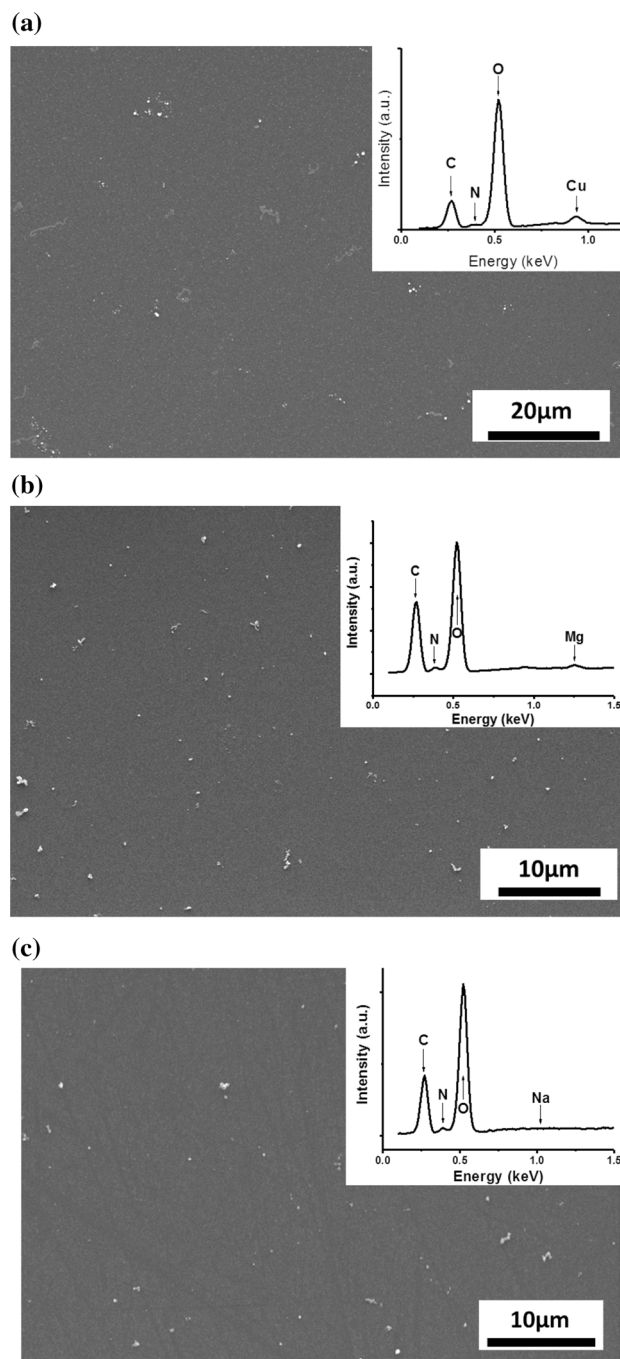 (a)
Intensity (a.u.)
C
N
O
Cu
0.0
0.5
1.0
Energy (keV)
20μm
(b)
Intensity (a.u.)
C
N
O
Mg
0.0
0.5
1.0
1.5
Energy (keV)
10μm
(c)
Intensity (a.u.)
C
N
O
Na
0.0
0.5
1.0
1.5
Energy (keV)
10μm